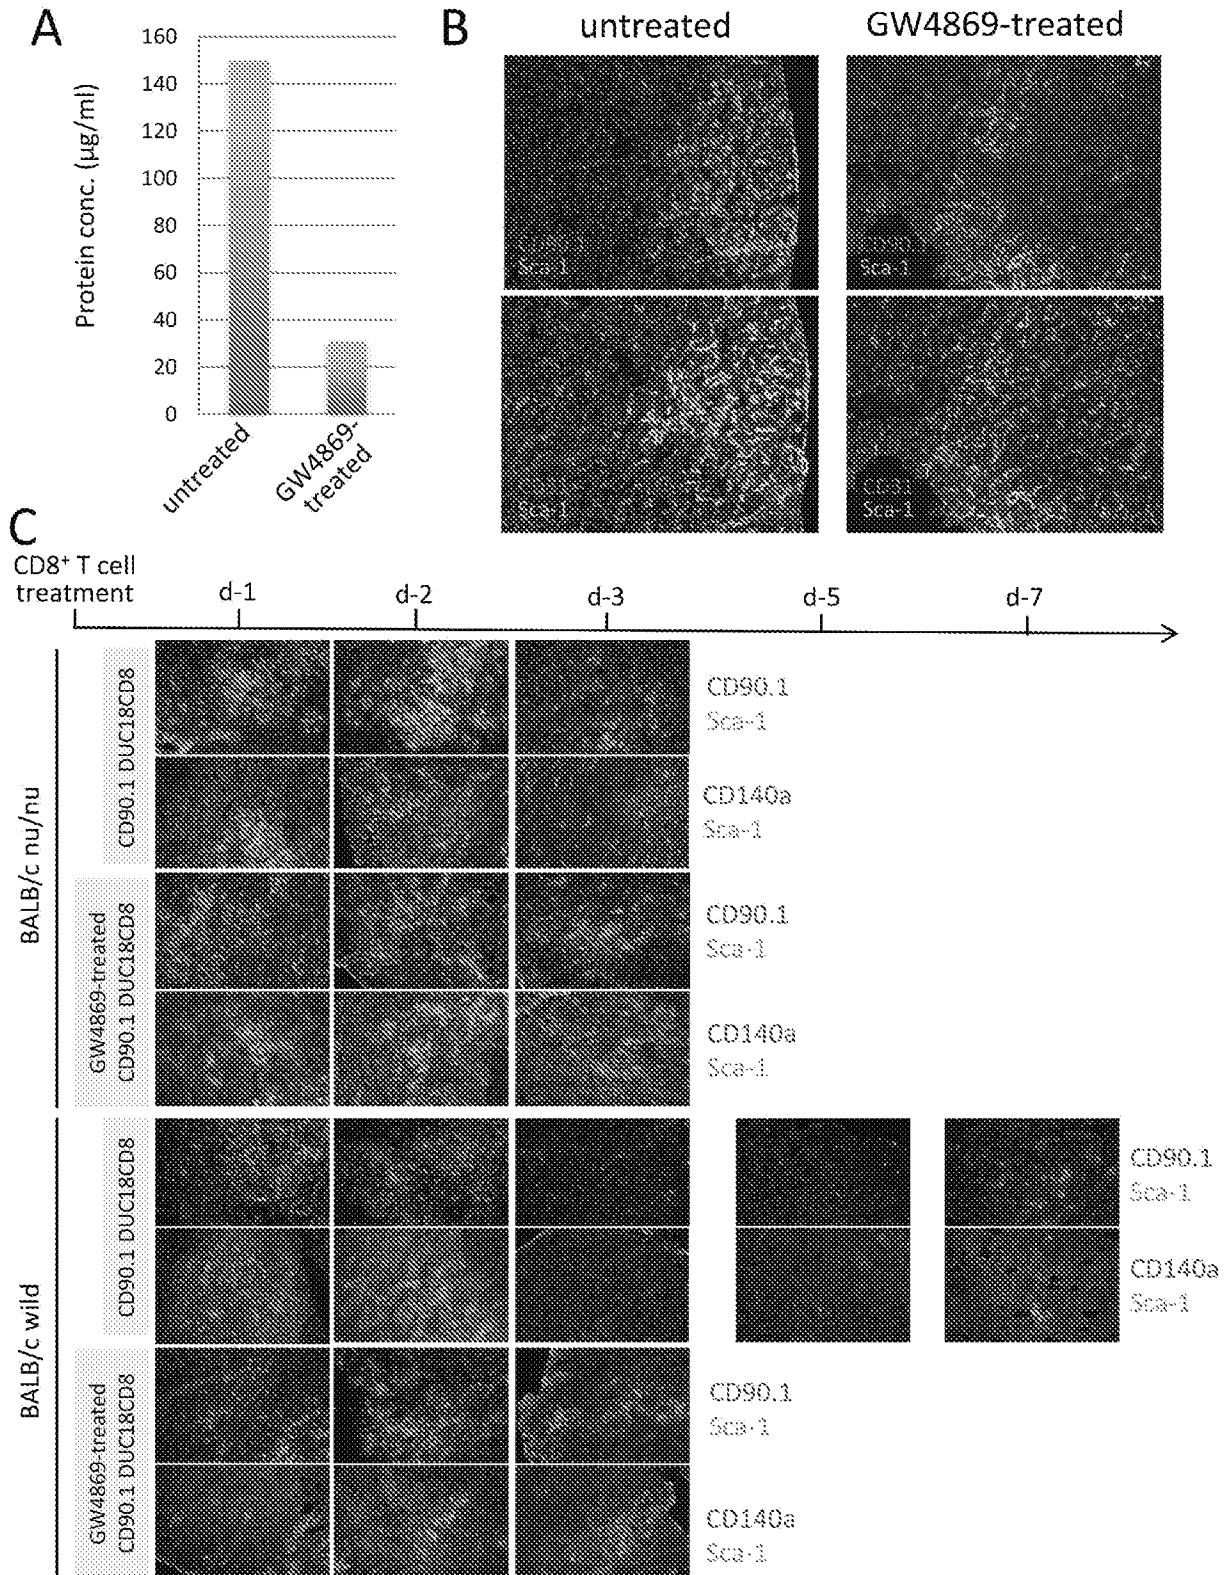 A
160
140
120
100
80
60
40
20
0
Protein conc. (µg/ml)
untreated
GW4869-
treated
B
untreated
GW4869-treated
Sca-1
Sca-1
Sca-1
Sca-1
C
CD8⁺ T cell
treatment
d-1
d-2
d-3
d-5
d-7
BALB/c nu/nu
CD90.1 DUC18CD8
CD90.1
Sca-1
CD140a
Sca-1
GW4869-treated
CD90.1 DUC18CD8
CD90.1
Sca-1
CD140a
Sca-1
BALB/c wild
CD90.1 DUC18CD8
CD90.1
Sca-1
CD140a
Sca-1
GW4869-treated
CD90.1 DUC18CD8
CD90.1
Sca-1
CD140a
Sca-1